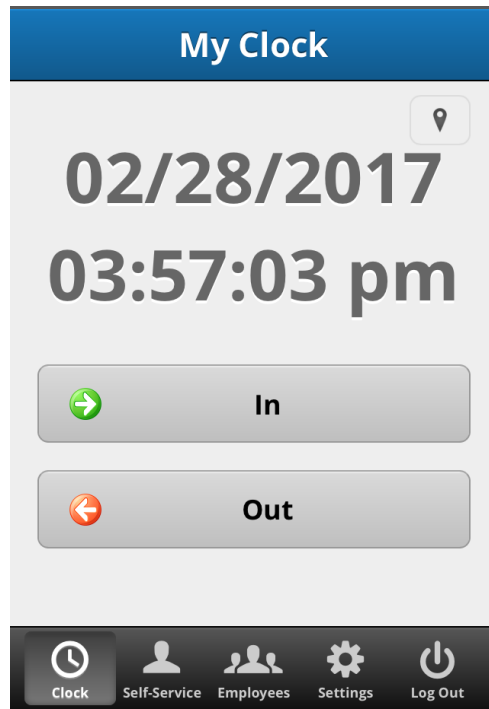 My Clock
02/28/2017
03:57:03 pm
In
Out
Clock Self-Service Employees Settings Log Out